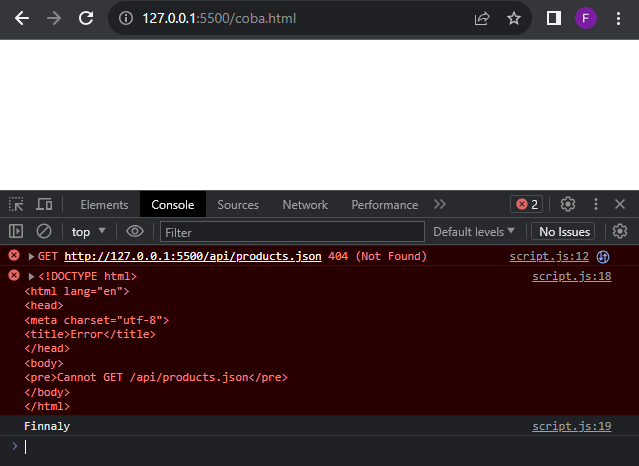 127.0.0.1:5500/coba.html
F
Elements Console Sources Network Performance 2
top Filter Default levels No Issues
GET http://127.0.0.1:5500/api/products.json 404 (Not Found) script.js:12
<!DOCTYPE html> script.js:18
<html lang="en">
<head>
<meta charset="utf-8">
<title>Error</title>
</head>
<body>
<pre>Cannot GET /api/products.json</pre>
</body>
</html>
Finnaly script.js:19